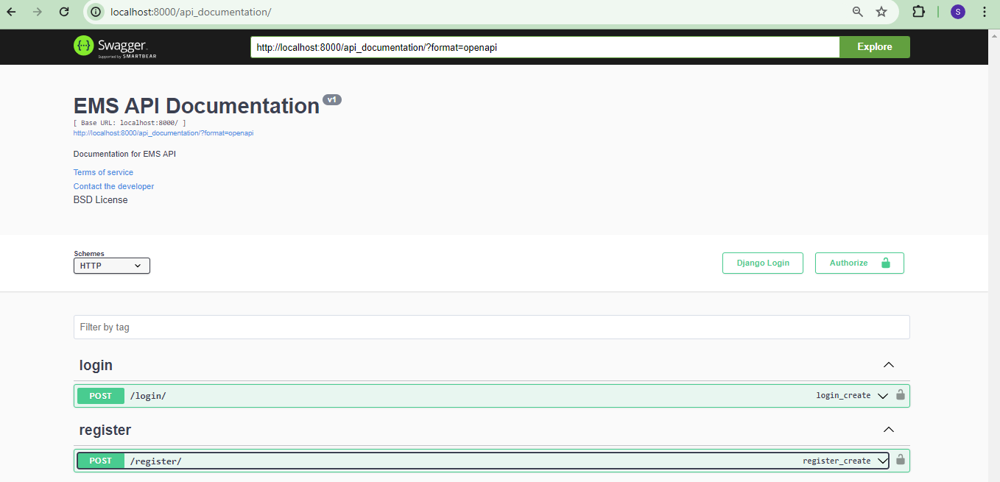 localhost:8000/api_documentation/
S
{··} Swagger
Supported by SMARTBEAR
http://localhost:8000/api_documentation/?format=openapi
Explore
EMS API Documentation v1
[ Base URL: localhost:8000/ ]
http://localhost:8000/api_documentation/?format=openapi
Documentation for EMS API
Terms of service
Contact the developer
BSD License
Schemes
HTTP
Django Login
Authorize
Filter by tag
login
POST /login/ login_create
register
POST /register/ register_create